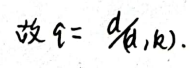 故 q = d/(d,k).